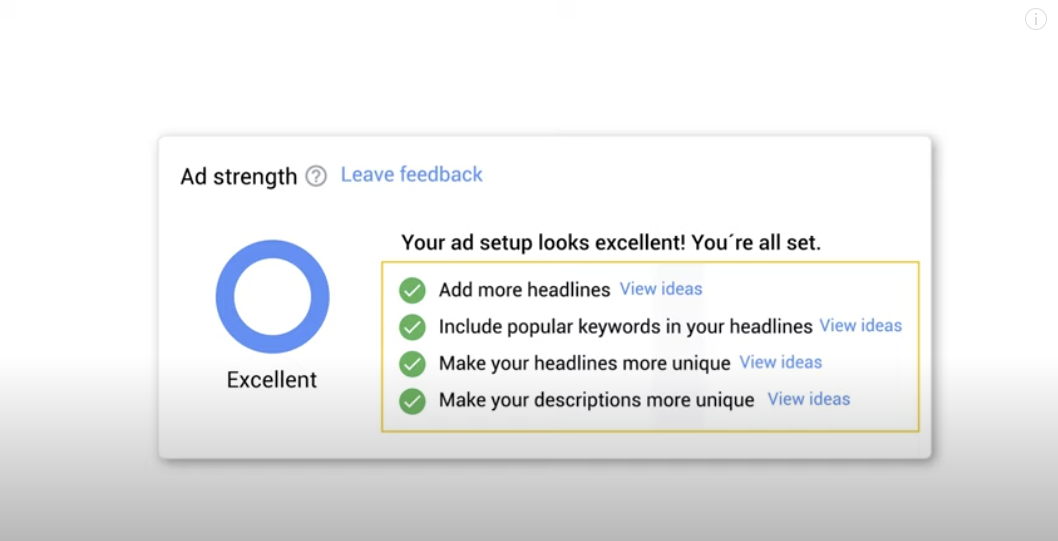 Ad strength ? Leave feedback
Your ad setup looks excellent! You´re all set.
Add more headlines View ideas
Include popular keywords in your headlines View ideas
Make your headlines more unique View ideas
Make your descriptions more unique View ideas
Excellent